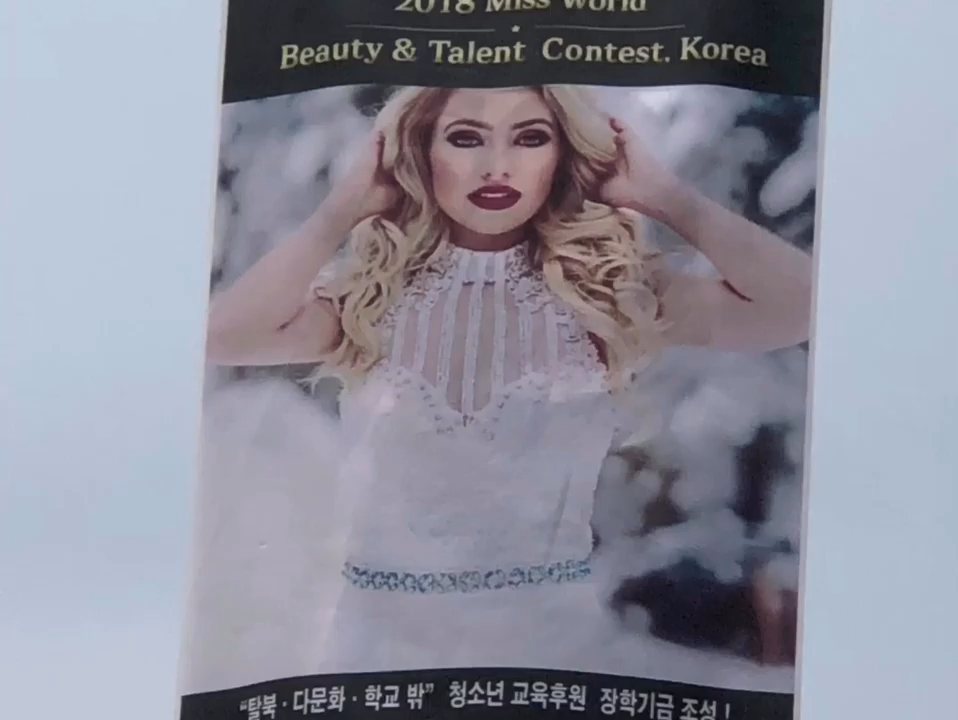 2018 Miss World
Beauty & Talent Contest. Korea
"탈북 · 다문화 · 학교 밖" 청소년 교육후원 장학기금 조성!